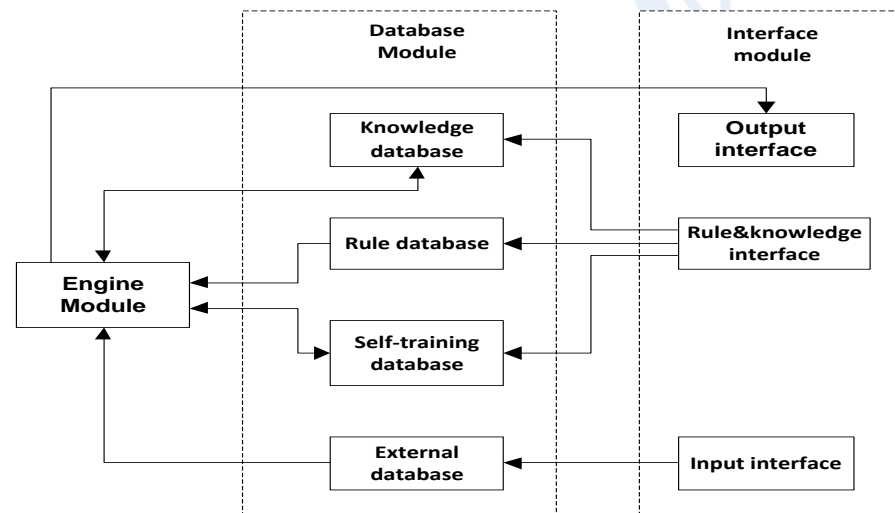 Database
Module
Interface
module
Knowledge
database
Output
interface
Rule database
Rule&knowledge
interface
Engine
Module
Self-training
database
External
database
Input interface